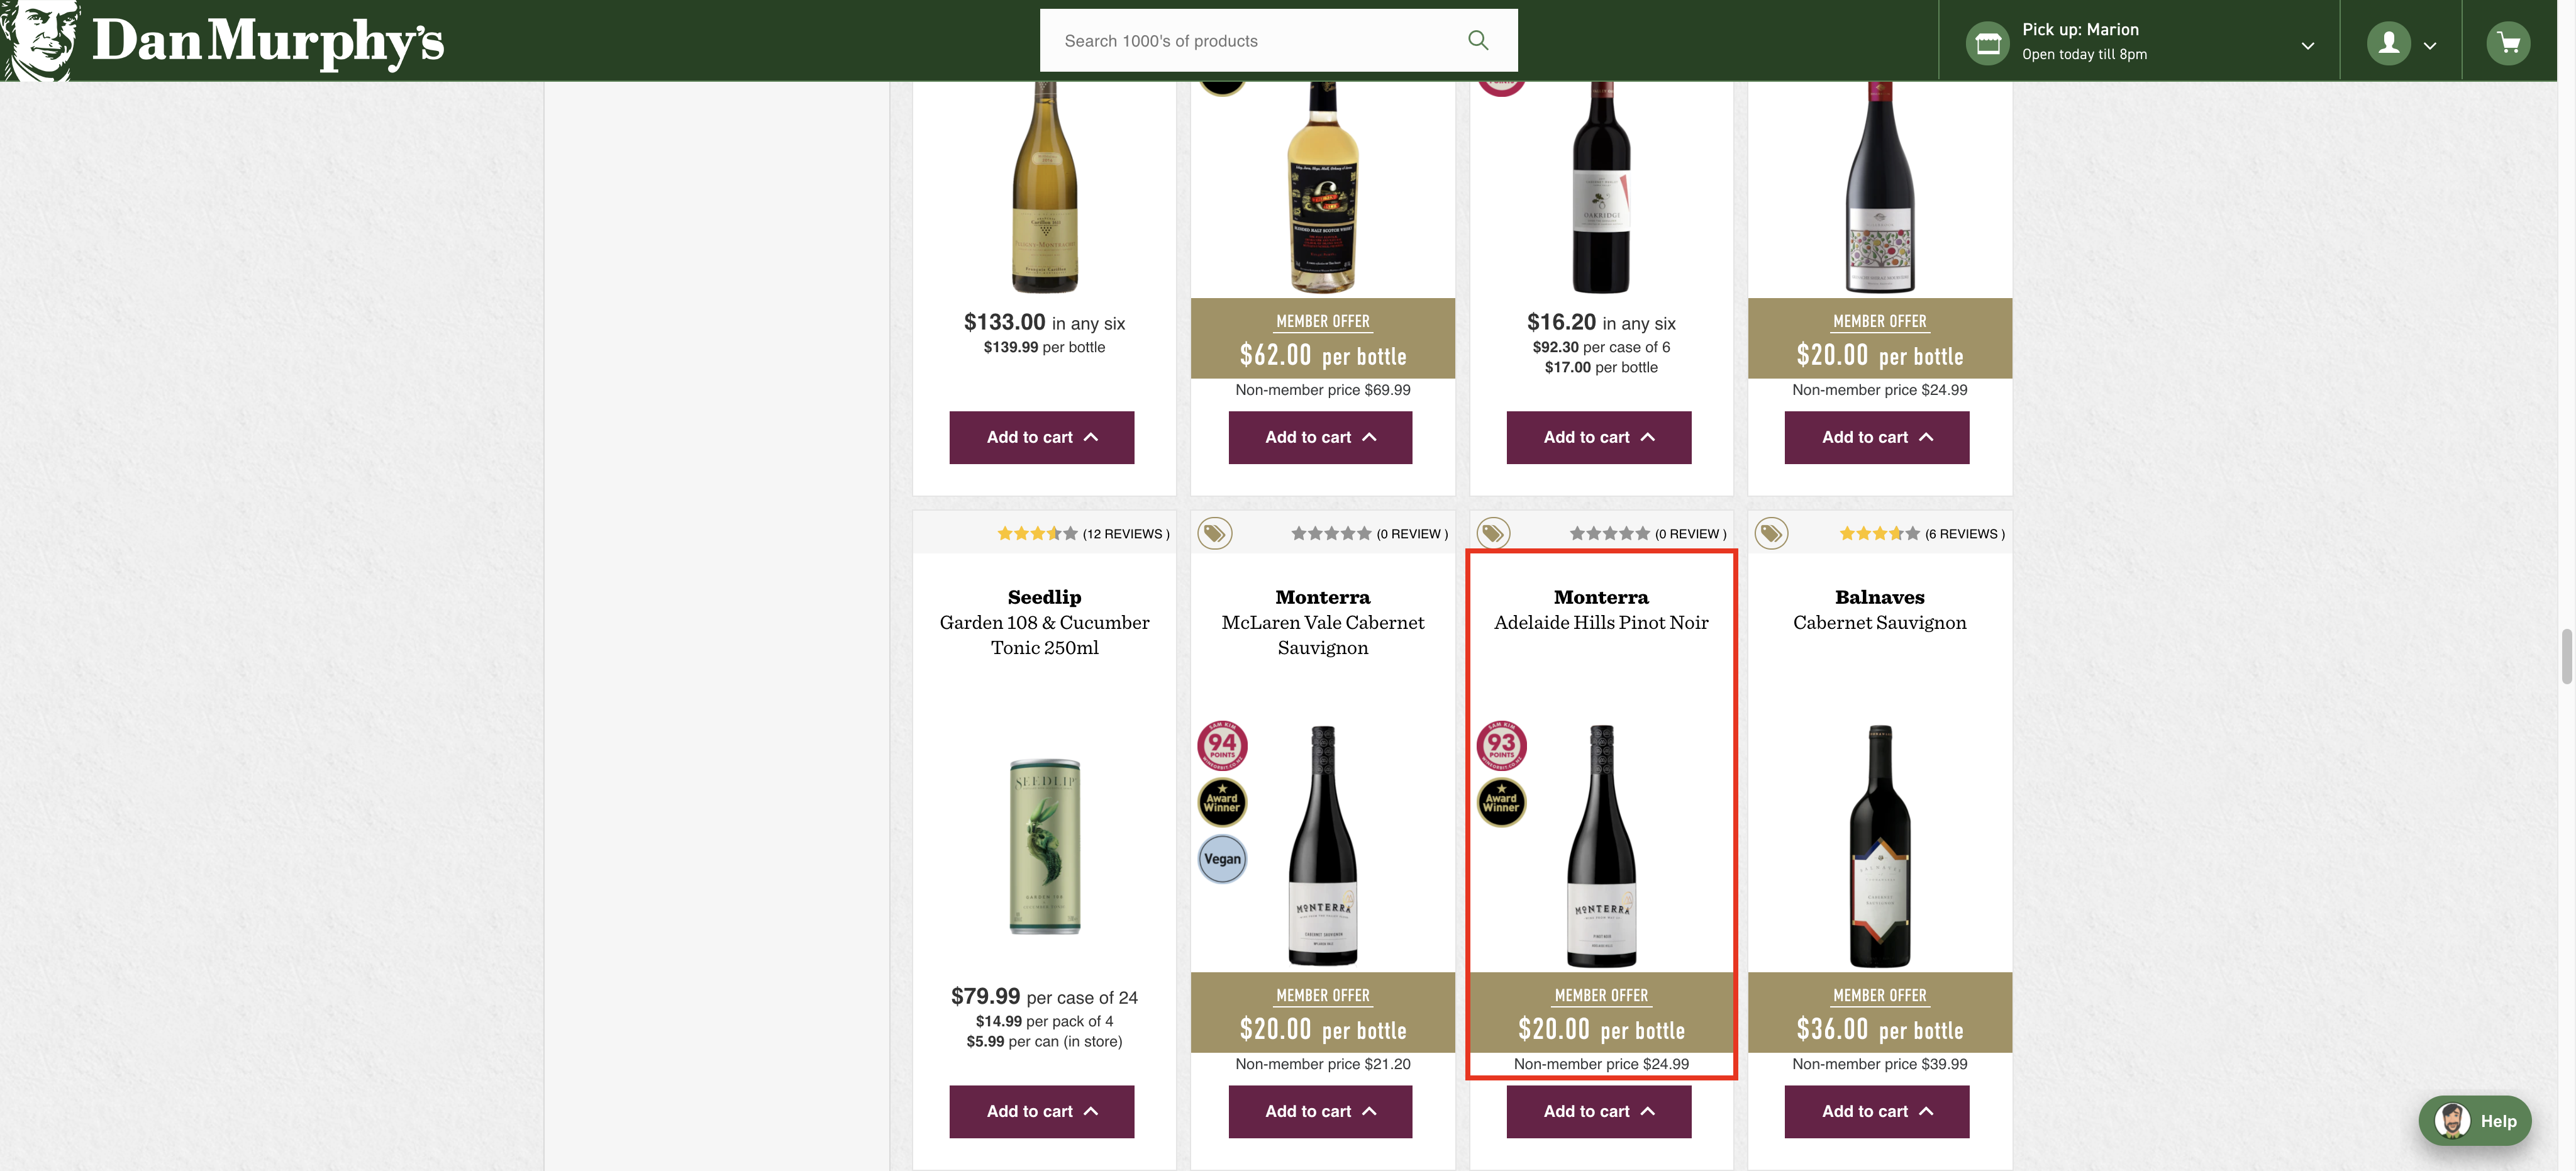 Dan Murphy's
Search 1000's of products
Pick up: Marion
Open today till 8pm
OAKRIDGE
$133.00 in any six
$139.99 per bottle
Add to cart
MEMBER OFFER
$62.00 per bottle
Non-member price $69.99
Add to cart
$16.20 in any six
$92.30 per case of 6
$17.00 per bottle
Add to cart
MEMBER OFFER
$20.00 per bottle
Non-member price $24.99
Add to cart
(12 REVIEWS )
Seedlip
Garden 108 & Cucumber
Tonic 250ml
SEEDLIP
$79.99 per case of 24
$14.99 per pack of 4
$5.99 per can (in store)
Add to cart
(0 REVIEW )
Monterra
McLaren Vale Cabernet
Sauvignon
SAM KIM
94
POINTS
Award
Winner
Vegan
MONTERRA
CABERNET SAUVIGNON
MEMBER OFFER
$20.00 per bottle
Non-member price $21.20
Add to cart
(0 REVIEW )
Monterra
Adelaide Hills Pinot Noir
SAM KIM
93
POINTS
Award
Winner
MONTERRA
PINOT NOIR
MEMBER OFFER
$20.00 per bottle
Non-member price $24.99
Add to cart
(6 REVIEWS )
Balnaves
Cabernet Sauvignon
MEMBER OFFER
$36.00 per bottle
Non-member price $39.99
Add to cart
Help